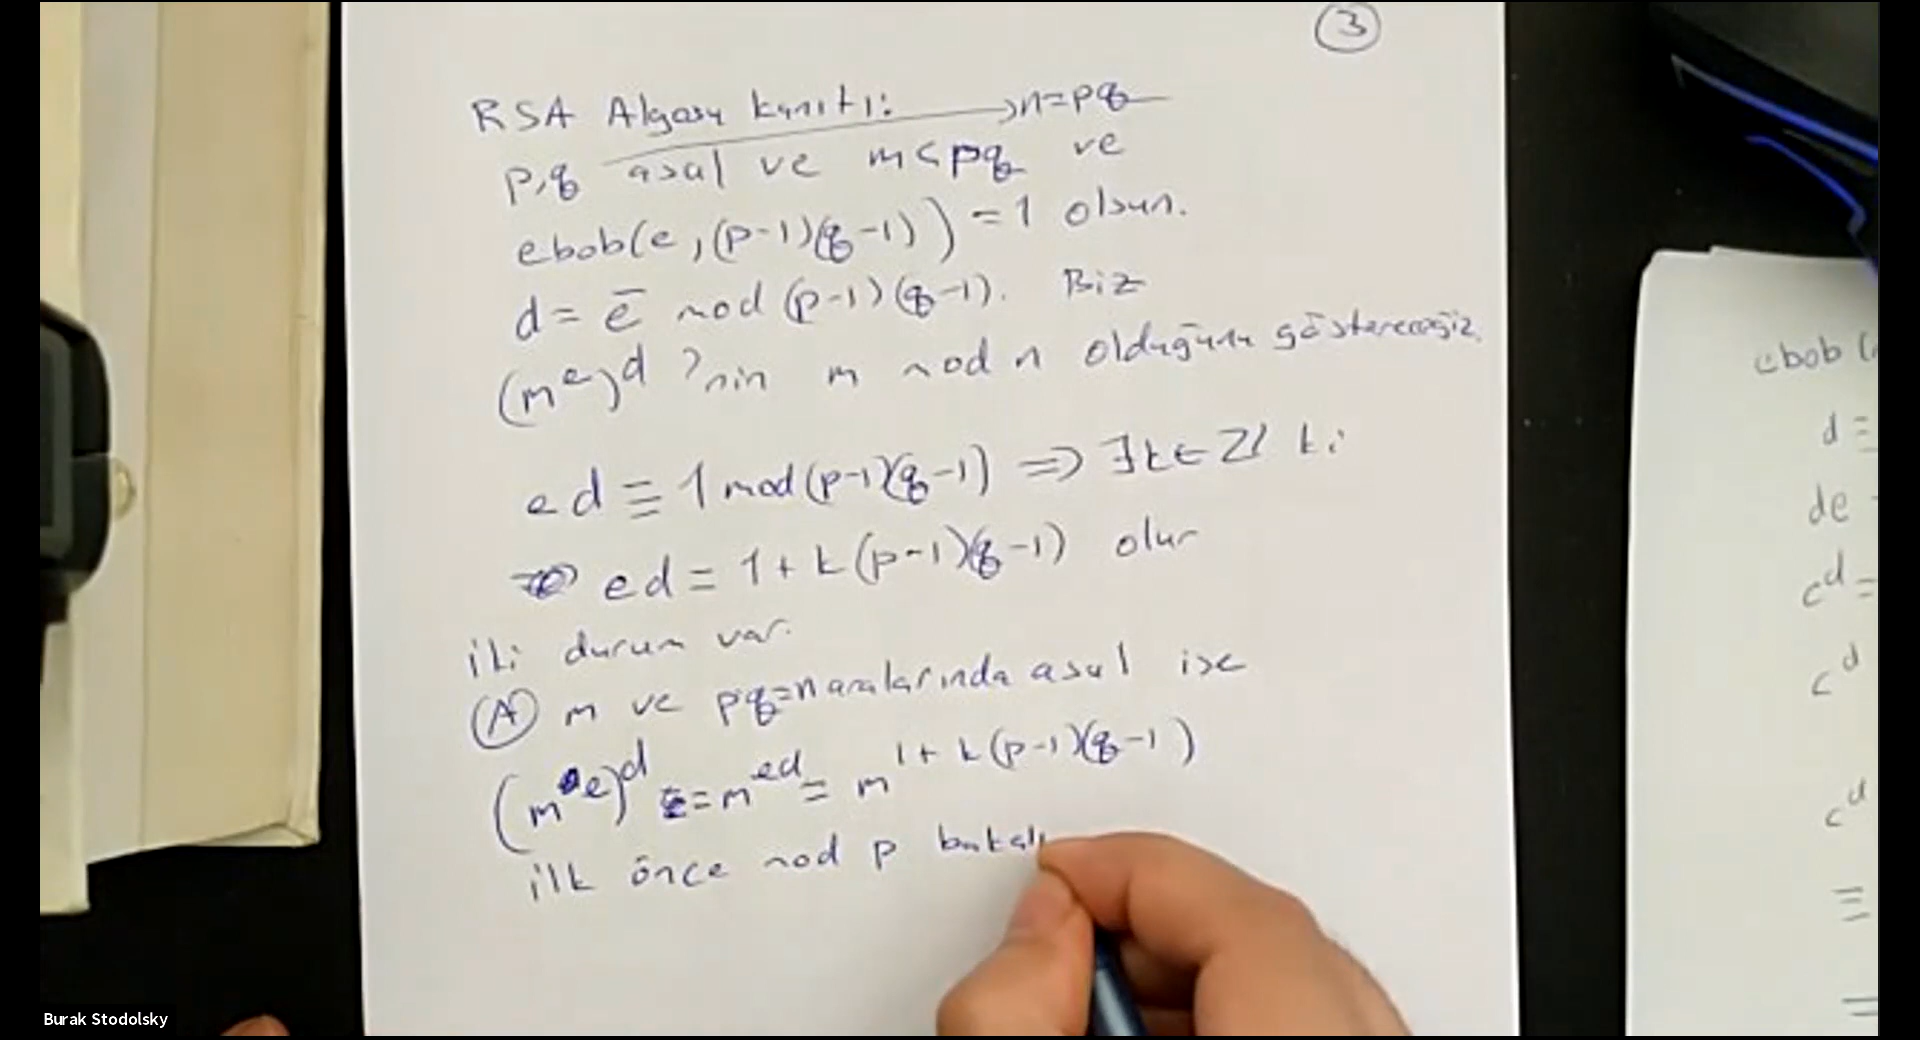 ③
RSA Algosu kanıtı: → n=pq
p,q asal ve m<pq ve
ebob(e,(p-1)(q-1))=1 olsun.
d= e̅ mod (p-1)(q-1). Biz
(m^e)^d 'nin m mod n olduğunu göstereceğiz.
ed ≡ 1 mod(p-1)(q-1) => ∃k∈ℤ ki
ed = 1+k(p-1)(q-1) olur
iki durum var.
Ⓐ m ve pq=n aralarında asal ise
(m^e)^d = m^ed = m^1+k(p-1)(q-1)
ilk önce mod p bakalı
ebob(
d =
de
c^d =
c^d
c^d
≡
=
Burak Stodolsky